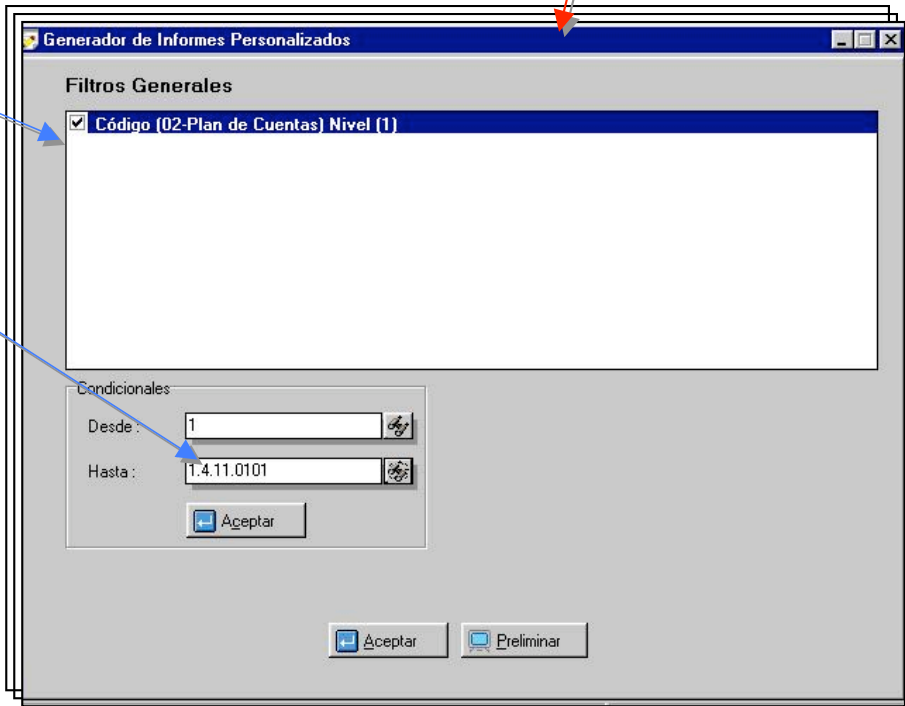 Generador de Informes Personalizados
Filtros Generales
Código (02-Plan de Cuentas) Nivel (1)
Condicionales
Desde : 1
Hasta : 1.4.11.0101
Aceptar
Aceptar Preliminar